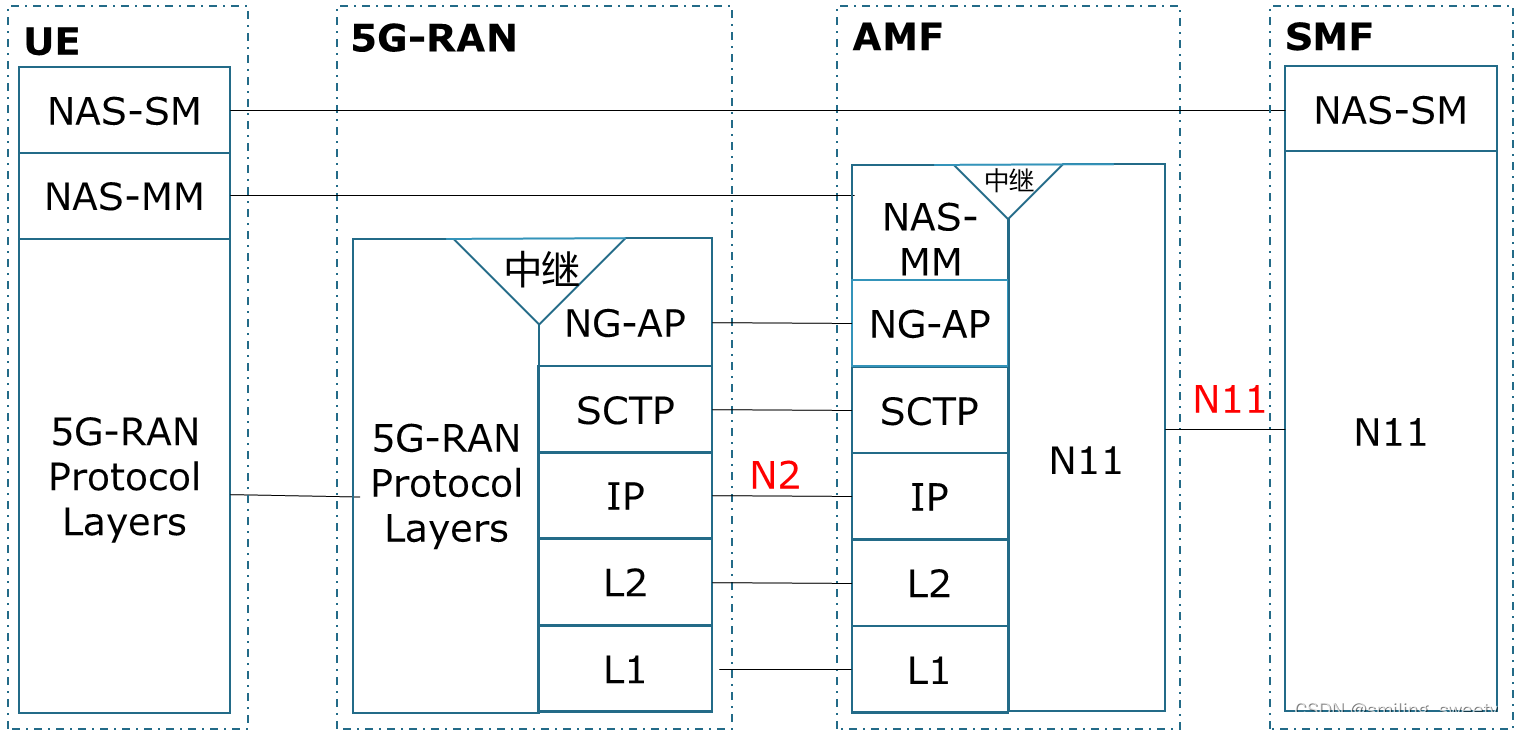 UE
5G-RAN
AMF
SMF
NAS-SM
NAS-MM
5G-RAN
Protocol
Layers
中继
NG-AP
SCTP
IP
L2
L1
5G-RAN
Protocol
Layers
N2
中继
NAS-
MM
NG-AP
SCTP
IP
L2
L1
N11
N11
NAS-SM
N11
CSDN @smiling_sweety